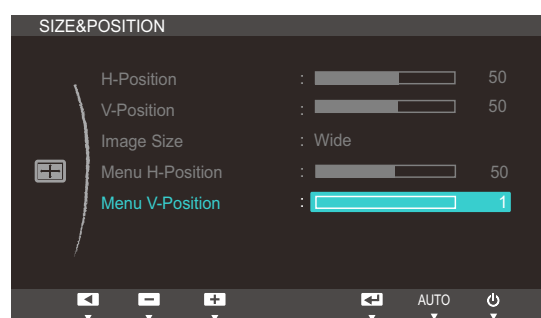 SIZE&POSITION
H-Position : 50
V-Position : 50
Image Size : Wide
Menu H-Position : 50
Menu V-Position : 1
AUTO